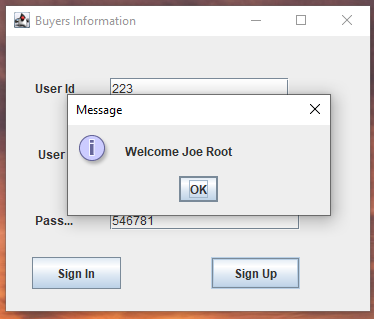 Buyers Information
User Id 223
Message
Welcome Joe Root
User
OK
Pass... 546781
Sign In Sign Up